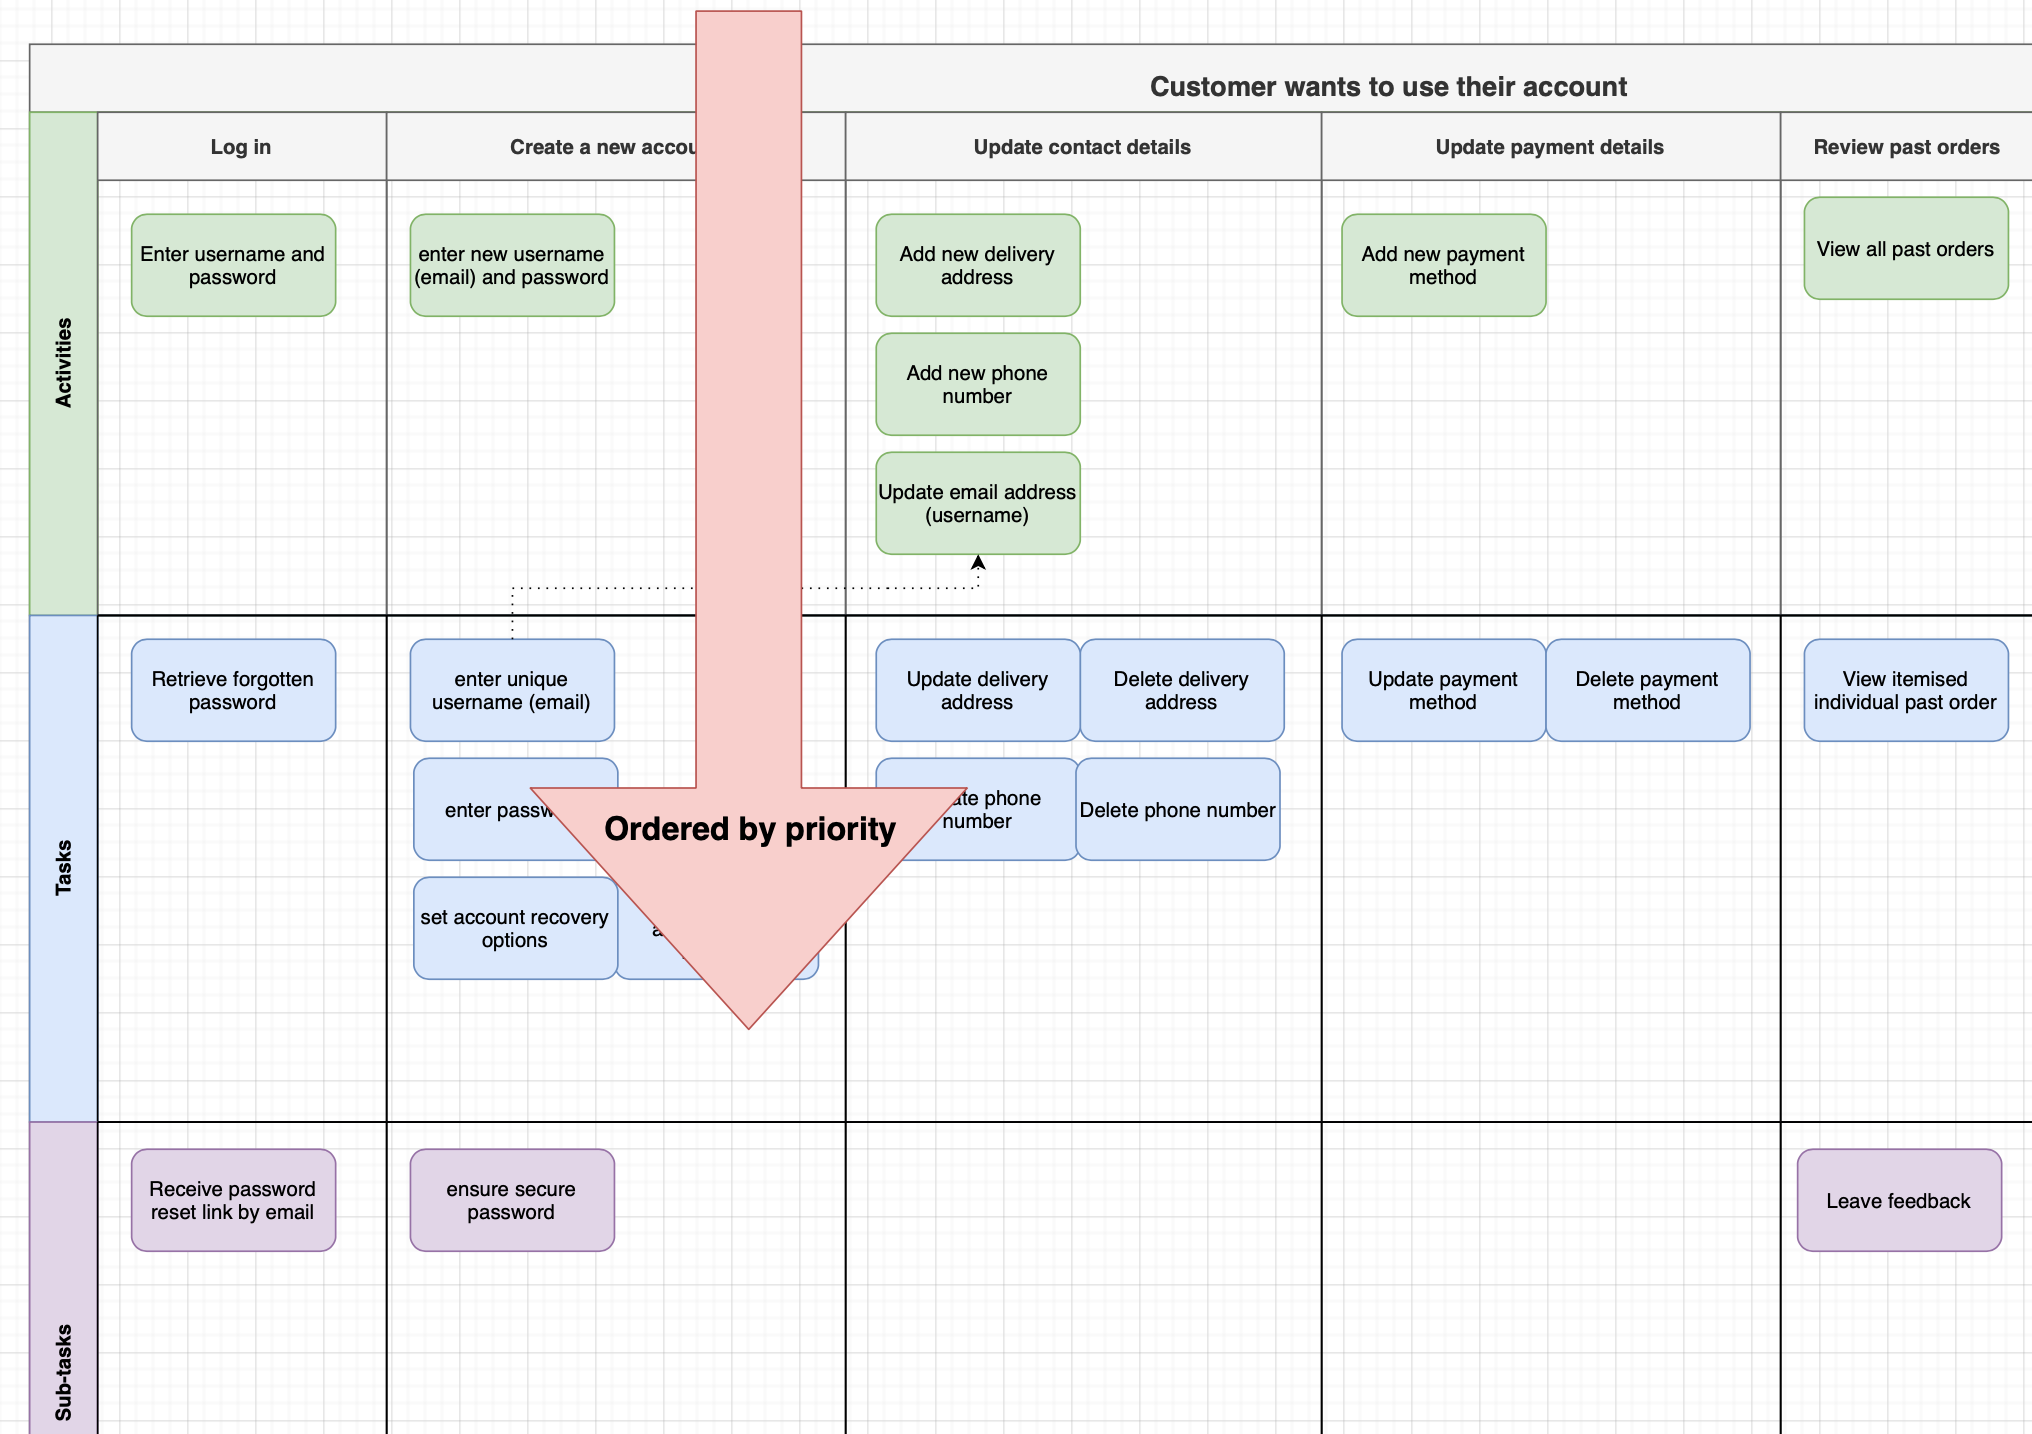 Customer wants to use their account
Log in
Create a new
Update contact details
Update payment details
Review past orders
Activities
Enter username and
password
enter new username
(email) and password
Add new delivery
address
Add new phone
number
Update email address
(username)
Add new payment
method
View all past orders
Tasks
Retrieve forgotten
password
enter unique
username (email)
enter
set account recovery
options
Ordered by priority
Update delivery
address
Delete delivery
address
phone
number
Delete phone number
Update payment
method
Delete payment
method
View itemised
individual past order
Sub-tasks
Receive password
reset link by email
ensure secure
password
Leave feedback